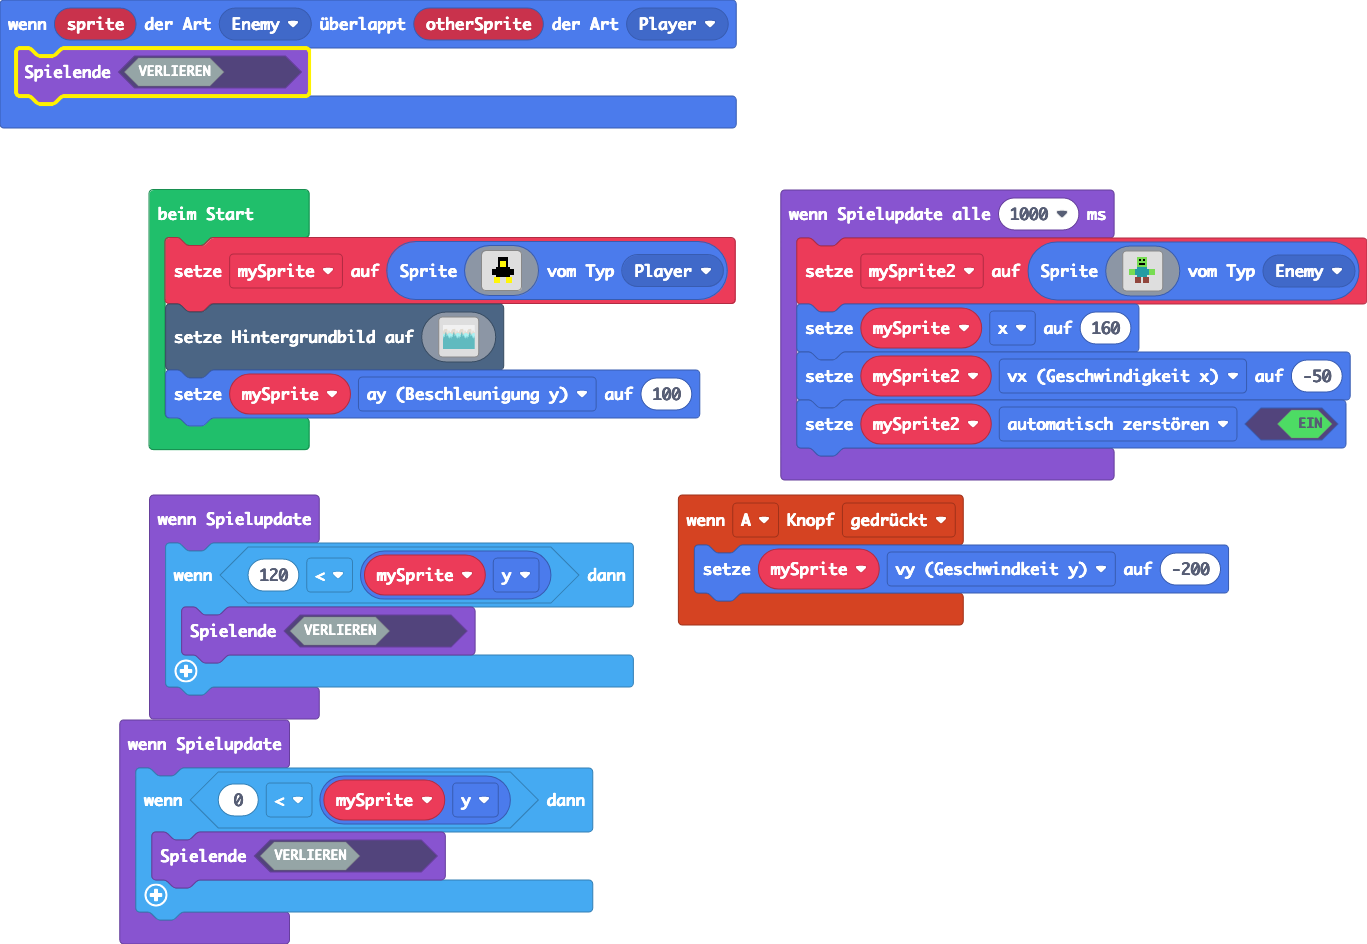 wenn sprite der Art Enemy überlappt otherSprite der Art Player
Spielende VERLIEREN
beim Start
setze mySprite auf Sprite vom Typ Player
setze Hintergrundbild auf
setze mySprite ay (Beschleunigung y) auf 100
wenn Spielupdate alle 1000 ms
setze mySprite2 auf Sprite vom Typ Enemy
setze mySprite x auf 160
setze mySprite2 vx (Geschwindigkeit x) auf -50
setze mySprite2 automatisch zerstören EIN
wenn Spielupdate
wenn 120 < mySprite y dann
Spielende VERLIEREN
wenn A Knopf gedrückt
setze mySprite vy (Geschwindkeit y) auf -200
wenn Spielupdate
wenn 0 < mySprite y dann
Spielende VERLIEREN